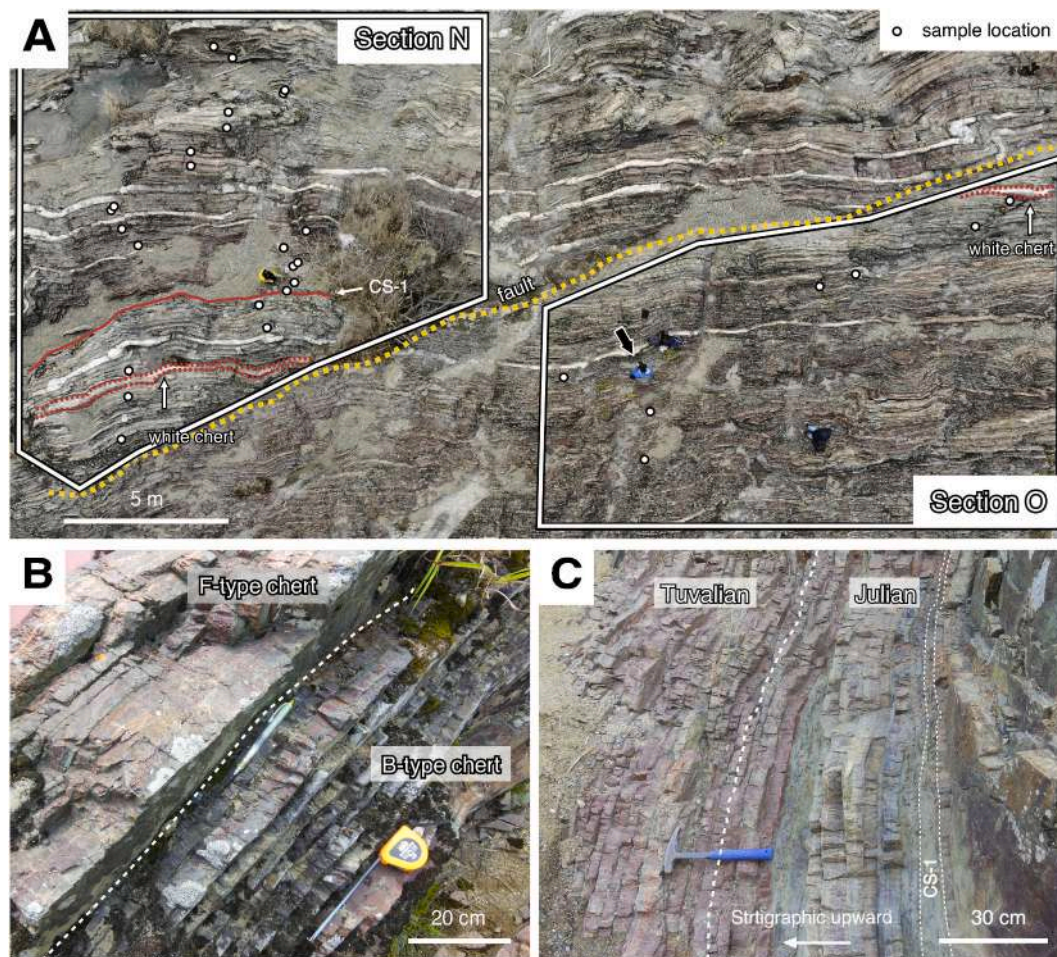 A
Section N
sample location
CS-1
fault
white chert
white chert
5 m
Section O
B
F-type chert
B-type chert
20 cm
C
Tuvalian
Julian
CS-1
Strtigraphic upward
30 cm